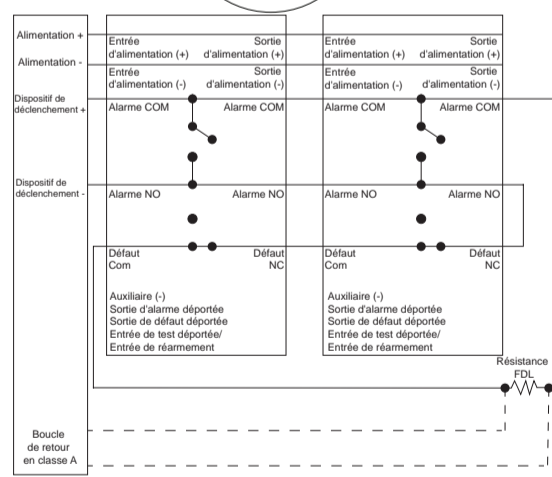 Alimentation +
Alimentation -
Dispositif de
déclenchement +
Dispositif de
déclenchement -
Boucle
de retour
en classe A
Entrée
d'alimentation (+)
Sortie
d'alimentation (+)
Entrée
d'alimentation (-)
Sortie
d'alimentation (-)
Alarme COM
Alarme COM
Alarme NO
Alarme NO
Défaut
Com
Défaut
NC
Auxiliaire (-)
Sortie d'alarme déportée
Sortie de défaut déportée
Entrée de test déportée/
Entrée de réarmement
Entrée
d'alimentation (+)
Sortie
d'alimentation (+)
Entrée
d'alimentation (-)
Sortie
d'alimentation (-)
Alarme COM
Alarme COM
Alarme NO
Alarme NO
Défaut
Com
Défaut
NC
Auxiliaire (-)
Sortie d'alarme déportée
Sortie de défaut déportée
Entrée de test déportée/
Entrée de réarmement
Résistance
FDL